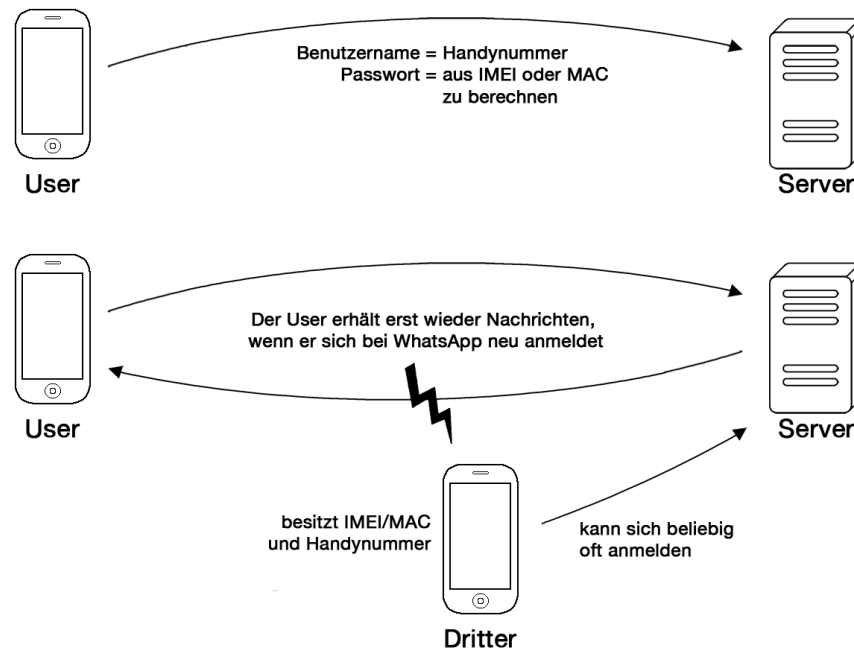 Benutzername = Handynummer
Passwort = aus IMEI oder MAC
zu berechnen
User
Server
Der User erhält erst wieder Nachrichten,
wenn er sich bei WhatsApp neu anmeldet
User
Server
besitzt IMEI/MAC
und Handynummer
kann sich beliebig
oft anmelden
Dritter